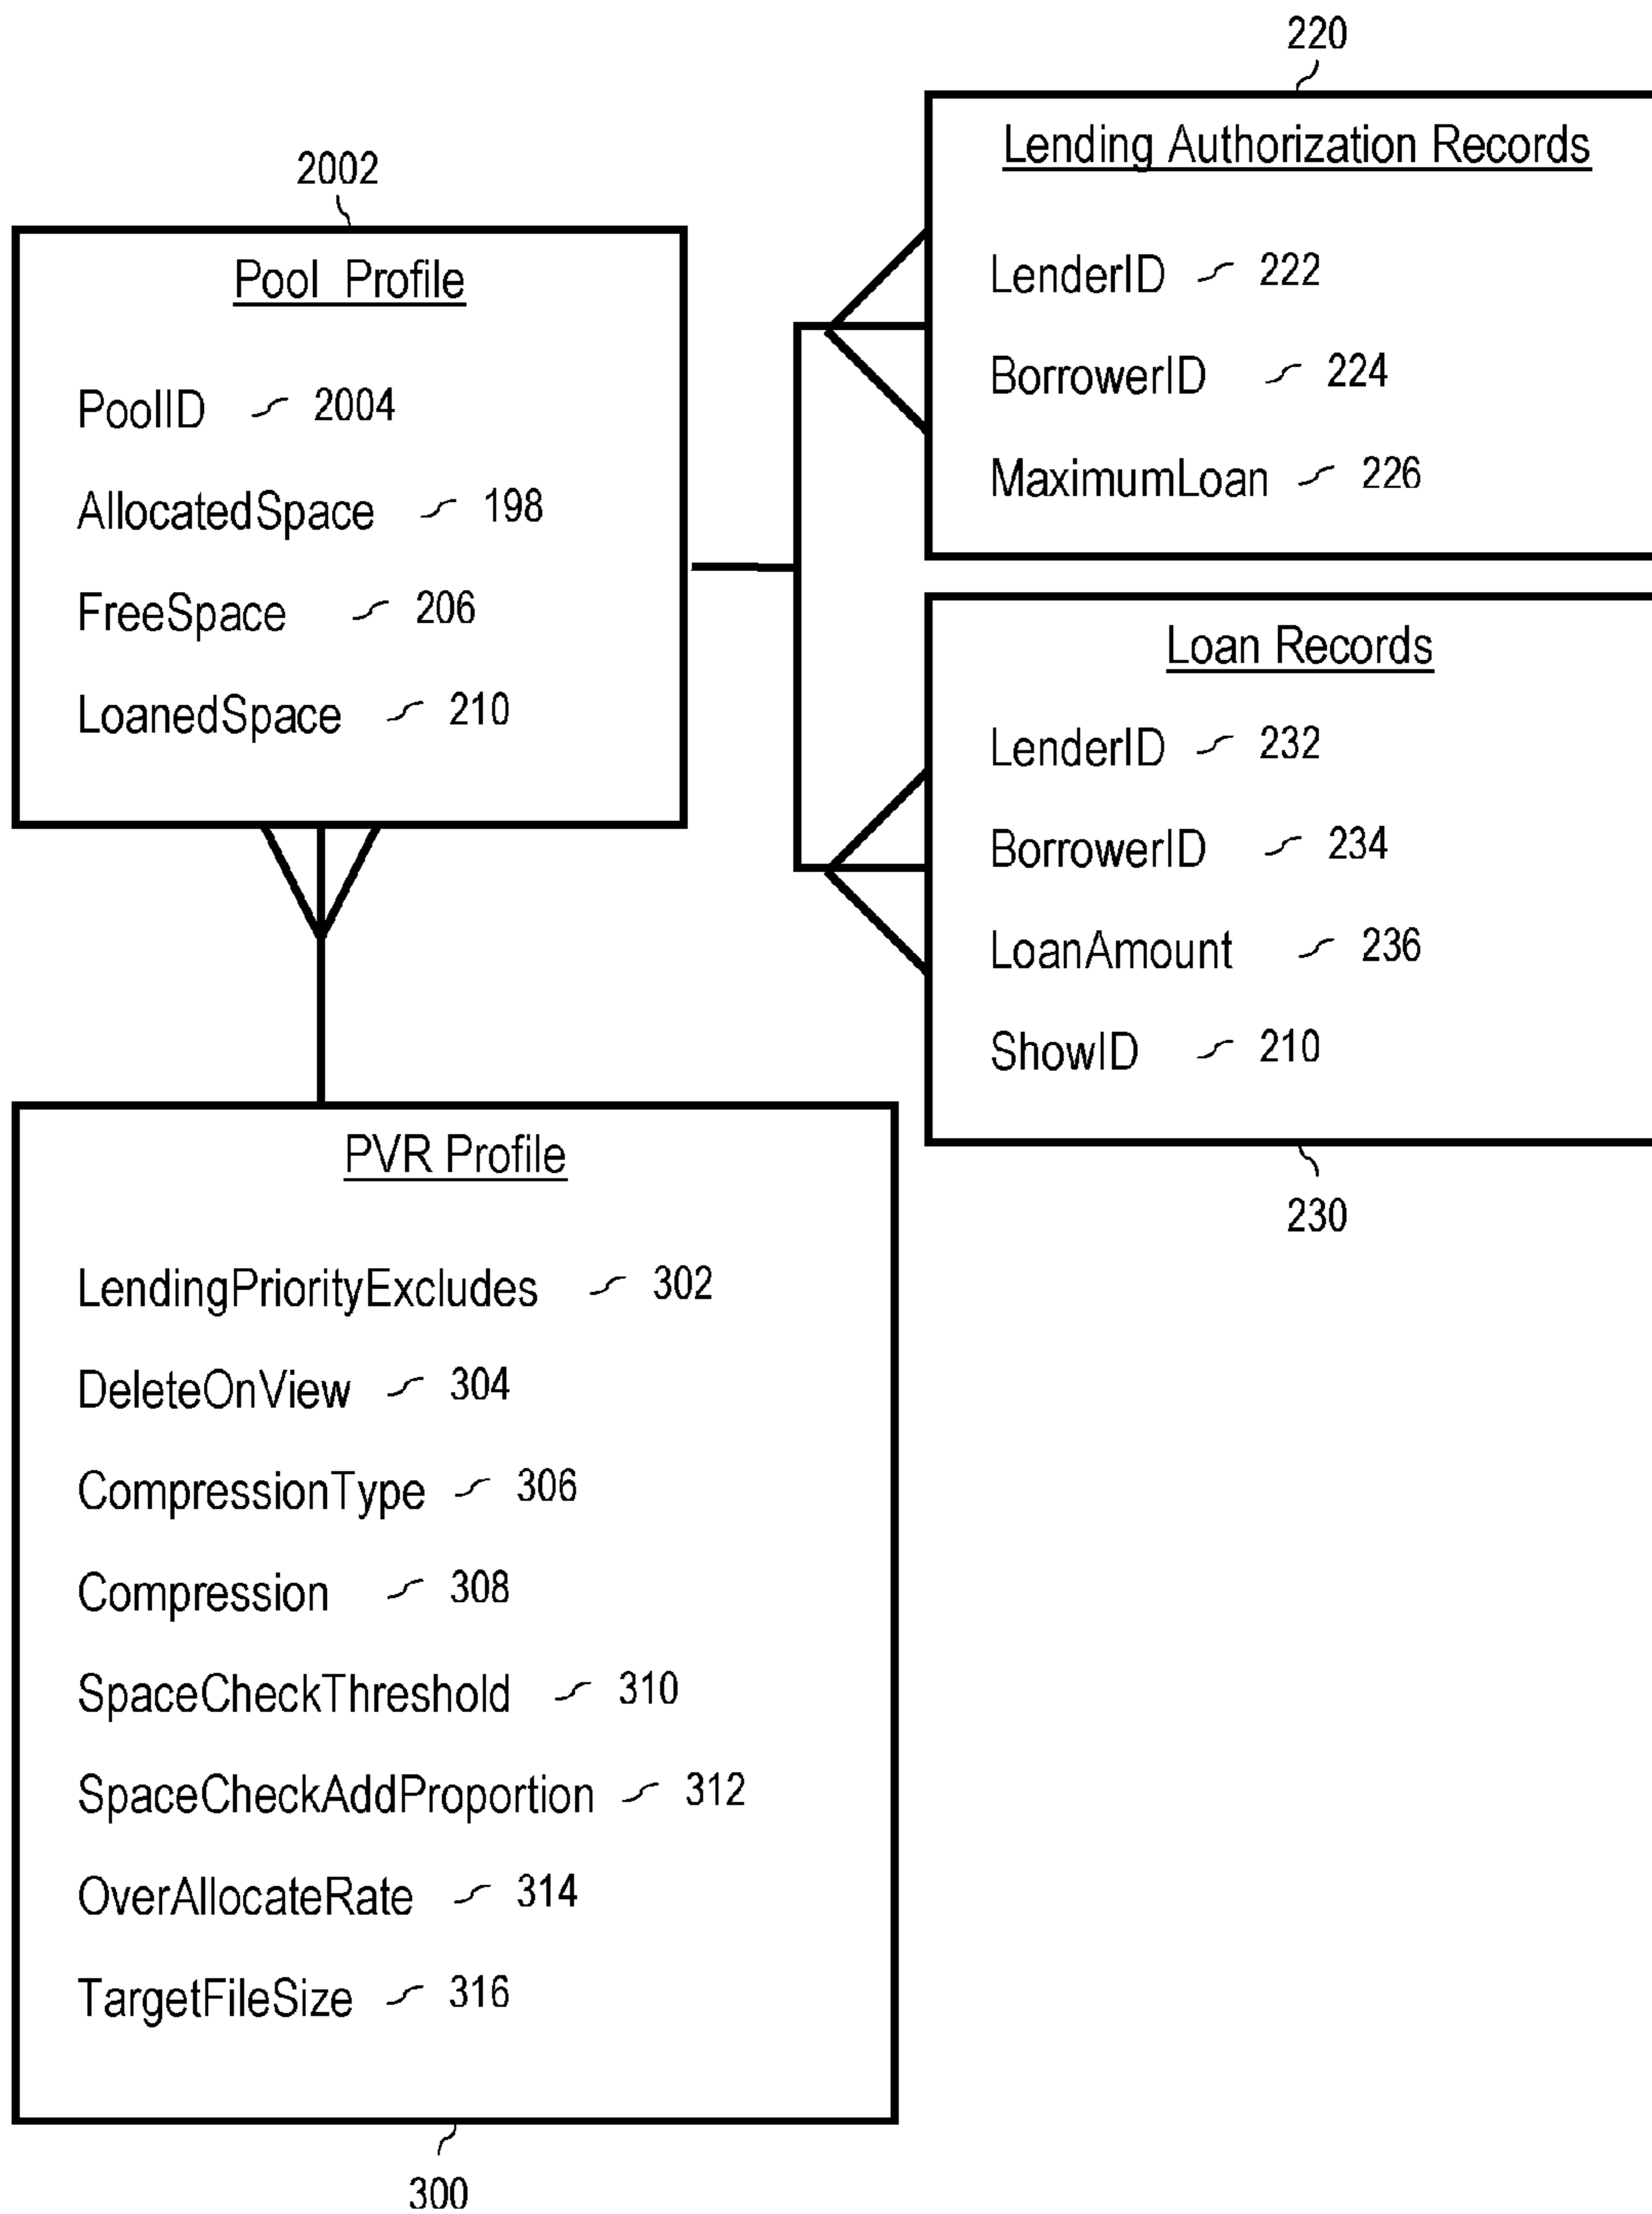 2002
Pool Profile
PoolID 2004
AllocatedSpace 198
FreeSpace 206
LoanedSpace 210
220
Lending Authorization Records
LenderID 222
BorrowerID 224
MaximumLoan 226
Loan Records
LenderID 232
BorrowerID 234
LoanAmount 236
ShowID 210
230
PVR Profile
LendingPriorityExcludes 302
DeleteOnView 304
CompressionType 306
Compression 308
SpaceCheckThreshold 310
SpaceCheckAddProportion 312
OverAllocateRate 314
TargetFileSize 316
300